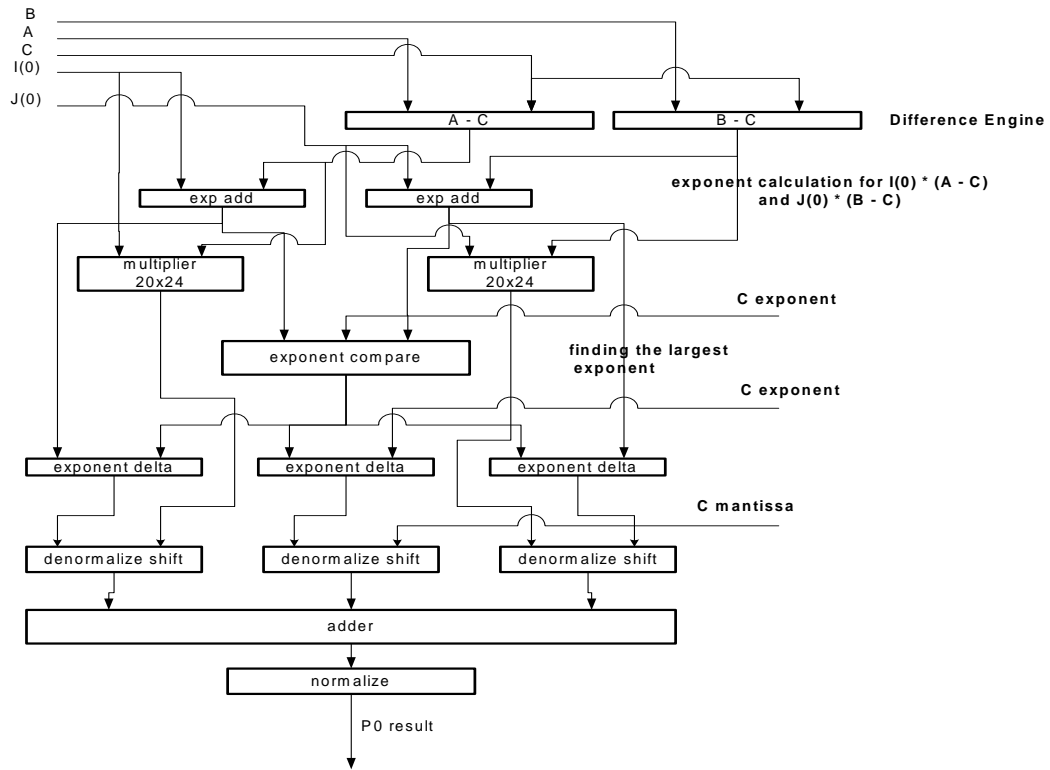 B
A
C
I(0)
J(0)
A - C
B - C
Difference Engine
exp add
exp add
exponent calculation for I(0) * (A - C)
and J(0) * (B - C)
multiplier
20x24
multiplier
20x24
C exponent
exponent compare
finding the largest
exponent
C exponent
exponent delta
exponent delta
exponent delta
C mantissa
denormalize shift
denormalize shift
denormalize shift
adder
normalize
P0 result